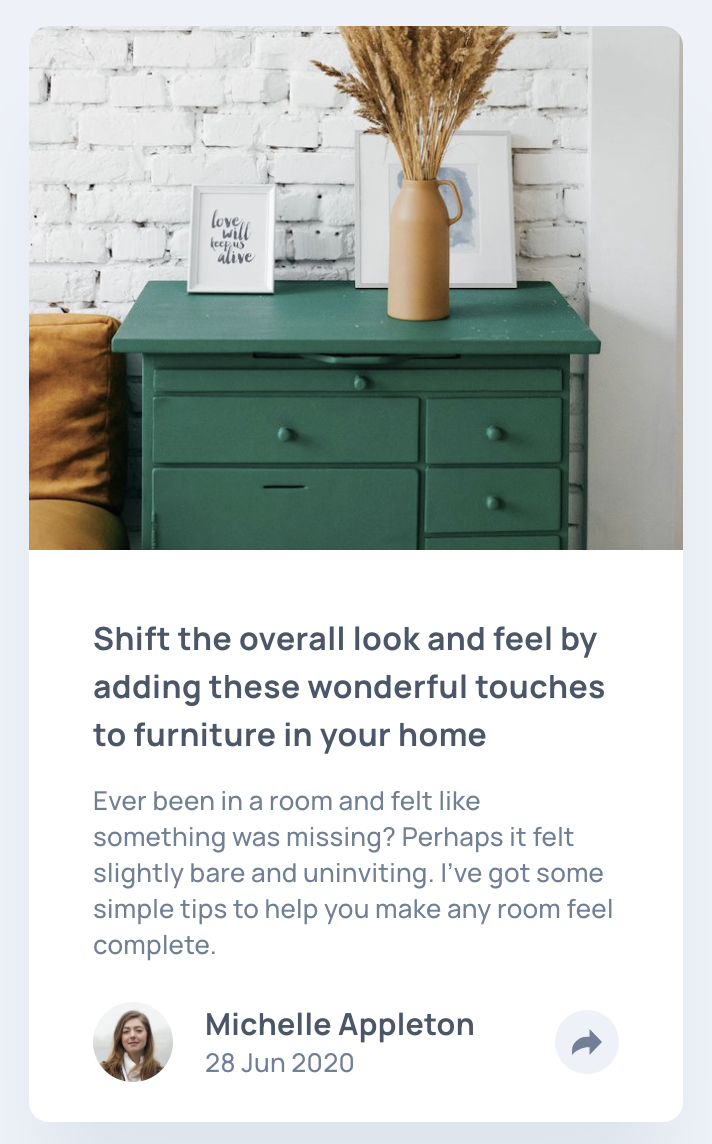 love
will
keep us
alive
Shift the overall look and feel by
adding these wonderful touches
to furniture in your home
Ever been in a room and felt like
something was missing? Perhaps it felt
slightly bare and uninviting. I’ve got some
simple tips to help you make any room feel
complete.
Michelle Appleton
28 Jun 2020